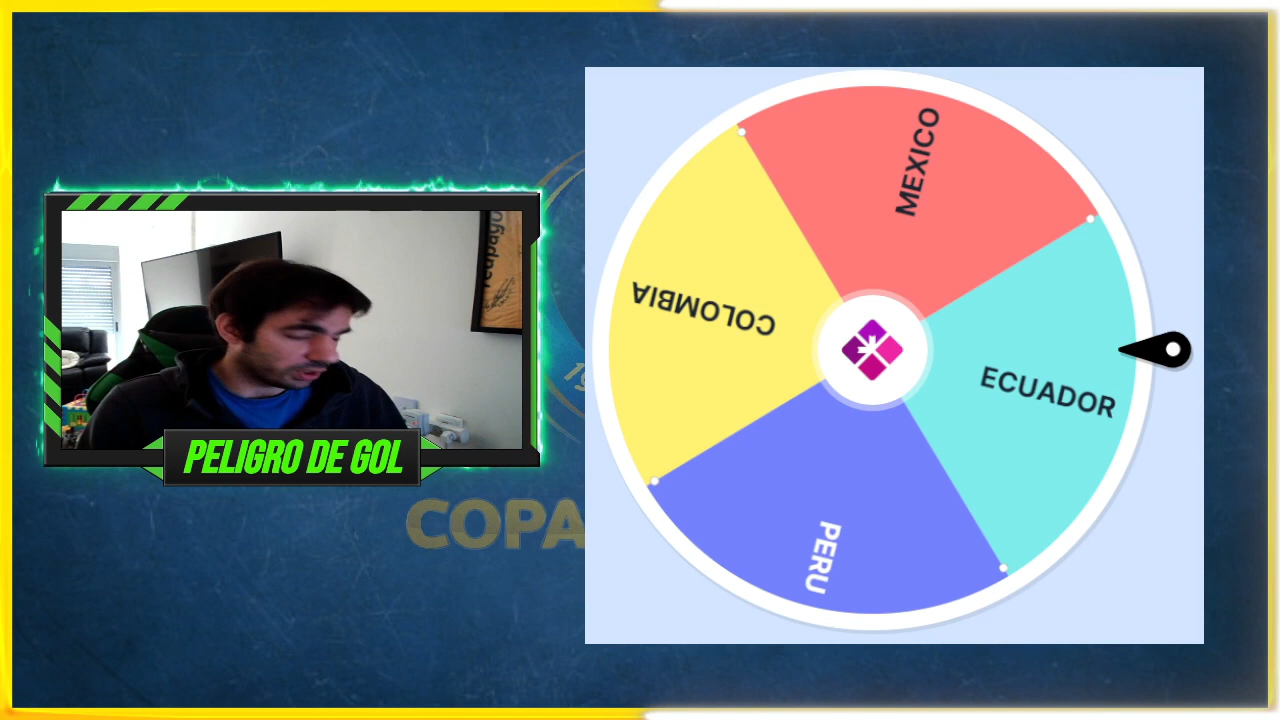 PELIGRO DE GOL
COPA
MEXICO
COLOMBIA
ECUADOR
PERU